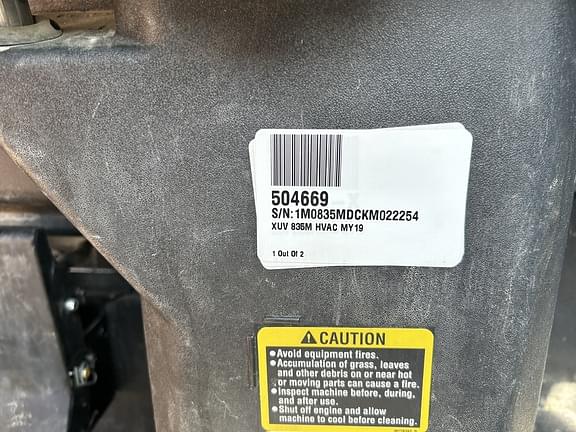 504669
S/N:1M0835MDCKM022254
XUV 835M HVAC MY19
1 Out Of 2
CAUTION
•Avoid equipment fires.
•Accumulation of grass, leaves
and other debris on or near hot
or moving parts can cause a fire.
•Inspect machine before, during,
and after use.
•Shut off engine and allow
machine to cool before cleaning.